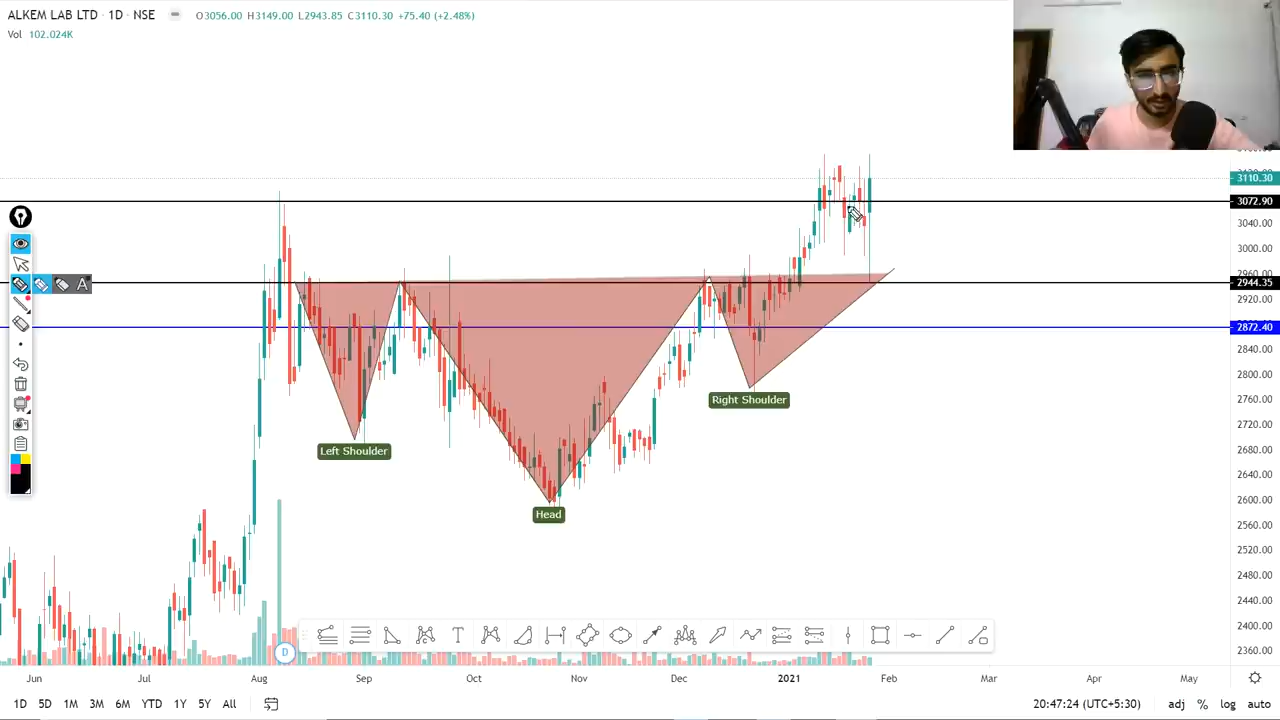 ALKEM LAB LTD · 1D · NSE O3056.00 H3149.00 L2943.85 C3110.30 +75.40 (+2.48%)
Vol 102.024K
3110.30
3072.90
3040.00
3000.00
2960.00
2944.35
2920.00
2872.40
2840.00
2800.00
2760.00
2720.00
2680.00
2640.00
2600.00
2560.00
2520.00
2480.00
2440.00
2400.00
2360.00
A
Right Shoulder
Left Shoulder
Head
T
D
Jun Jul Aug Sep Oct Nov Dec 2021 Feb Mar Apr May
1D 5D 1M 3M 6M YTD 1Y 5Y All 20:47:24 (UTC+5:30) adj % log auto